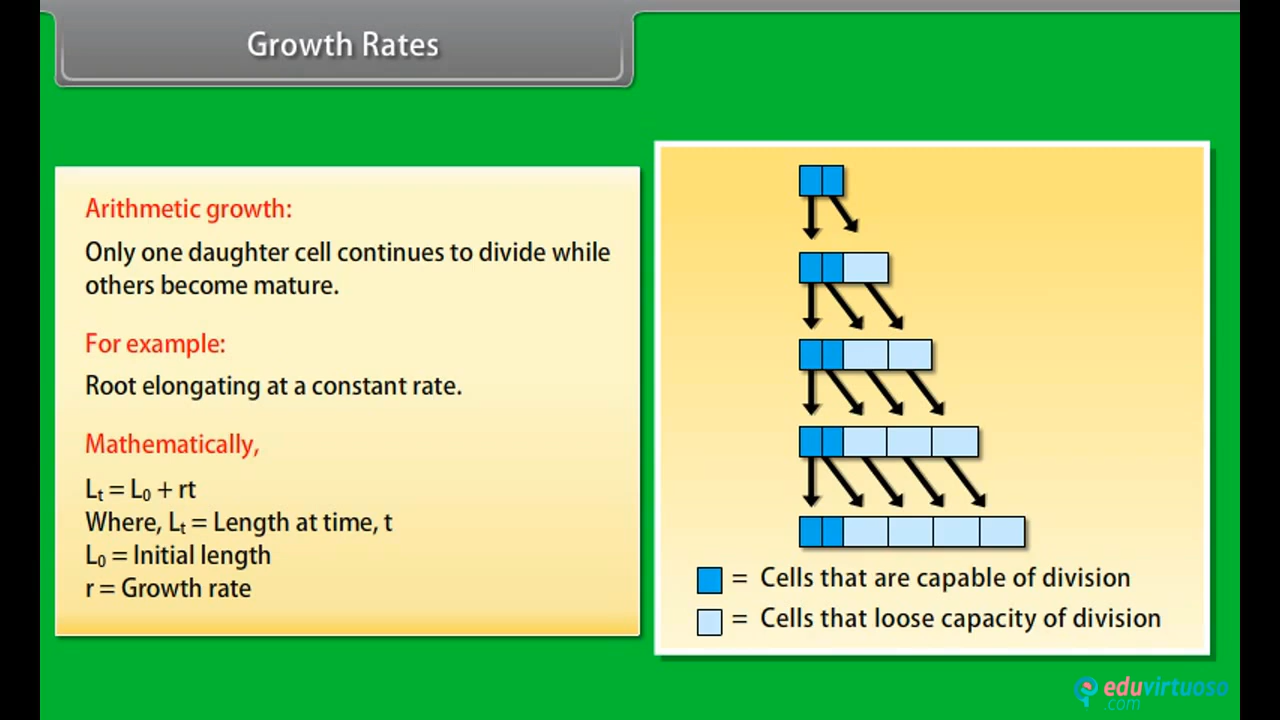 Growth Rates
Arithmetic growth:
Only one daughter cell continues to divide while
others become mature.
For example:
Root elongating at a constant rate.
Mathematically,
Lₜ = L₀ + rt
Where, Lₜ = Length at time, t
L₀ = Initial length
r = Growth rate
= Cells that are capable of division
= Cells that loose capacity of division
eduvirtuoso
.com